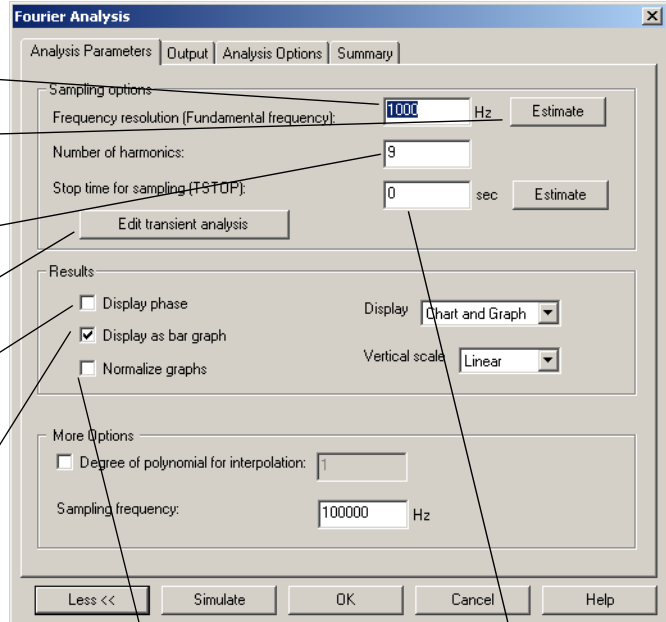 Fourier Analysis
Analysis Parameters Output Analysis Options Summary
Sampling options
Frequency resolution (Fundamental frequency): 1000 Hz Estimate
Number of harmonics: 9
Stop time for sampling (TSTOP): 0 sec Estimate
Edit transient analysis
Results
Display phase
Display Chart and Graph
Display as bar graph
Vertical scale Linear
Normalize graphs
More Options
Degree of polynomial for interpolation: 1
Sampling frequency: 100000 Hz
Less << Simulate OK Cancel Help